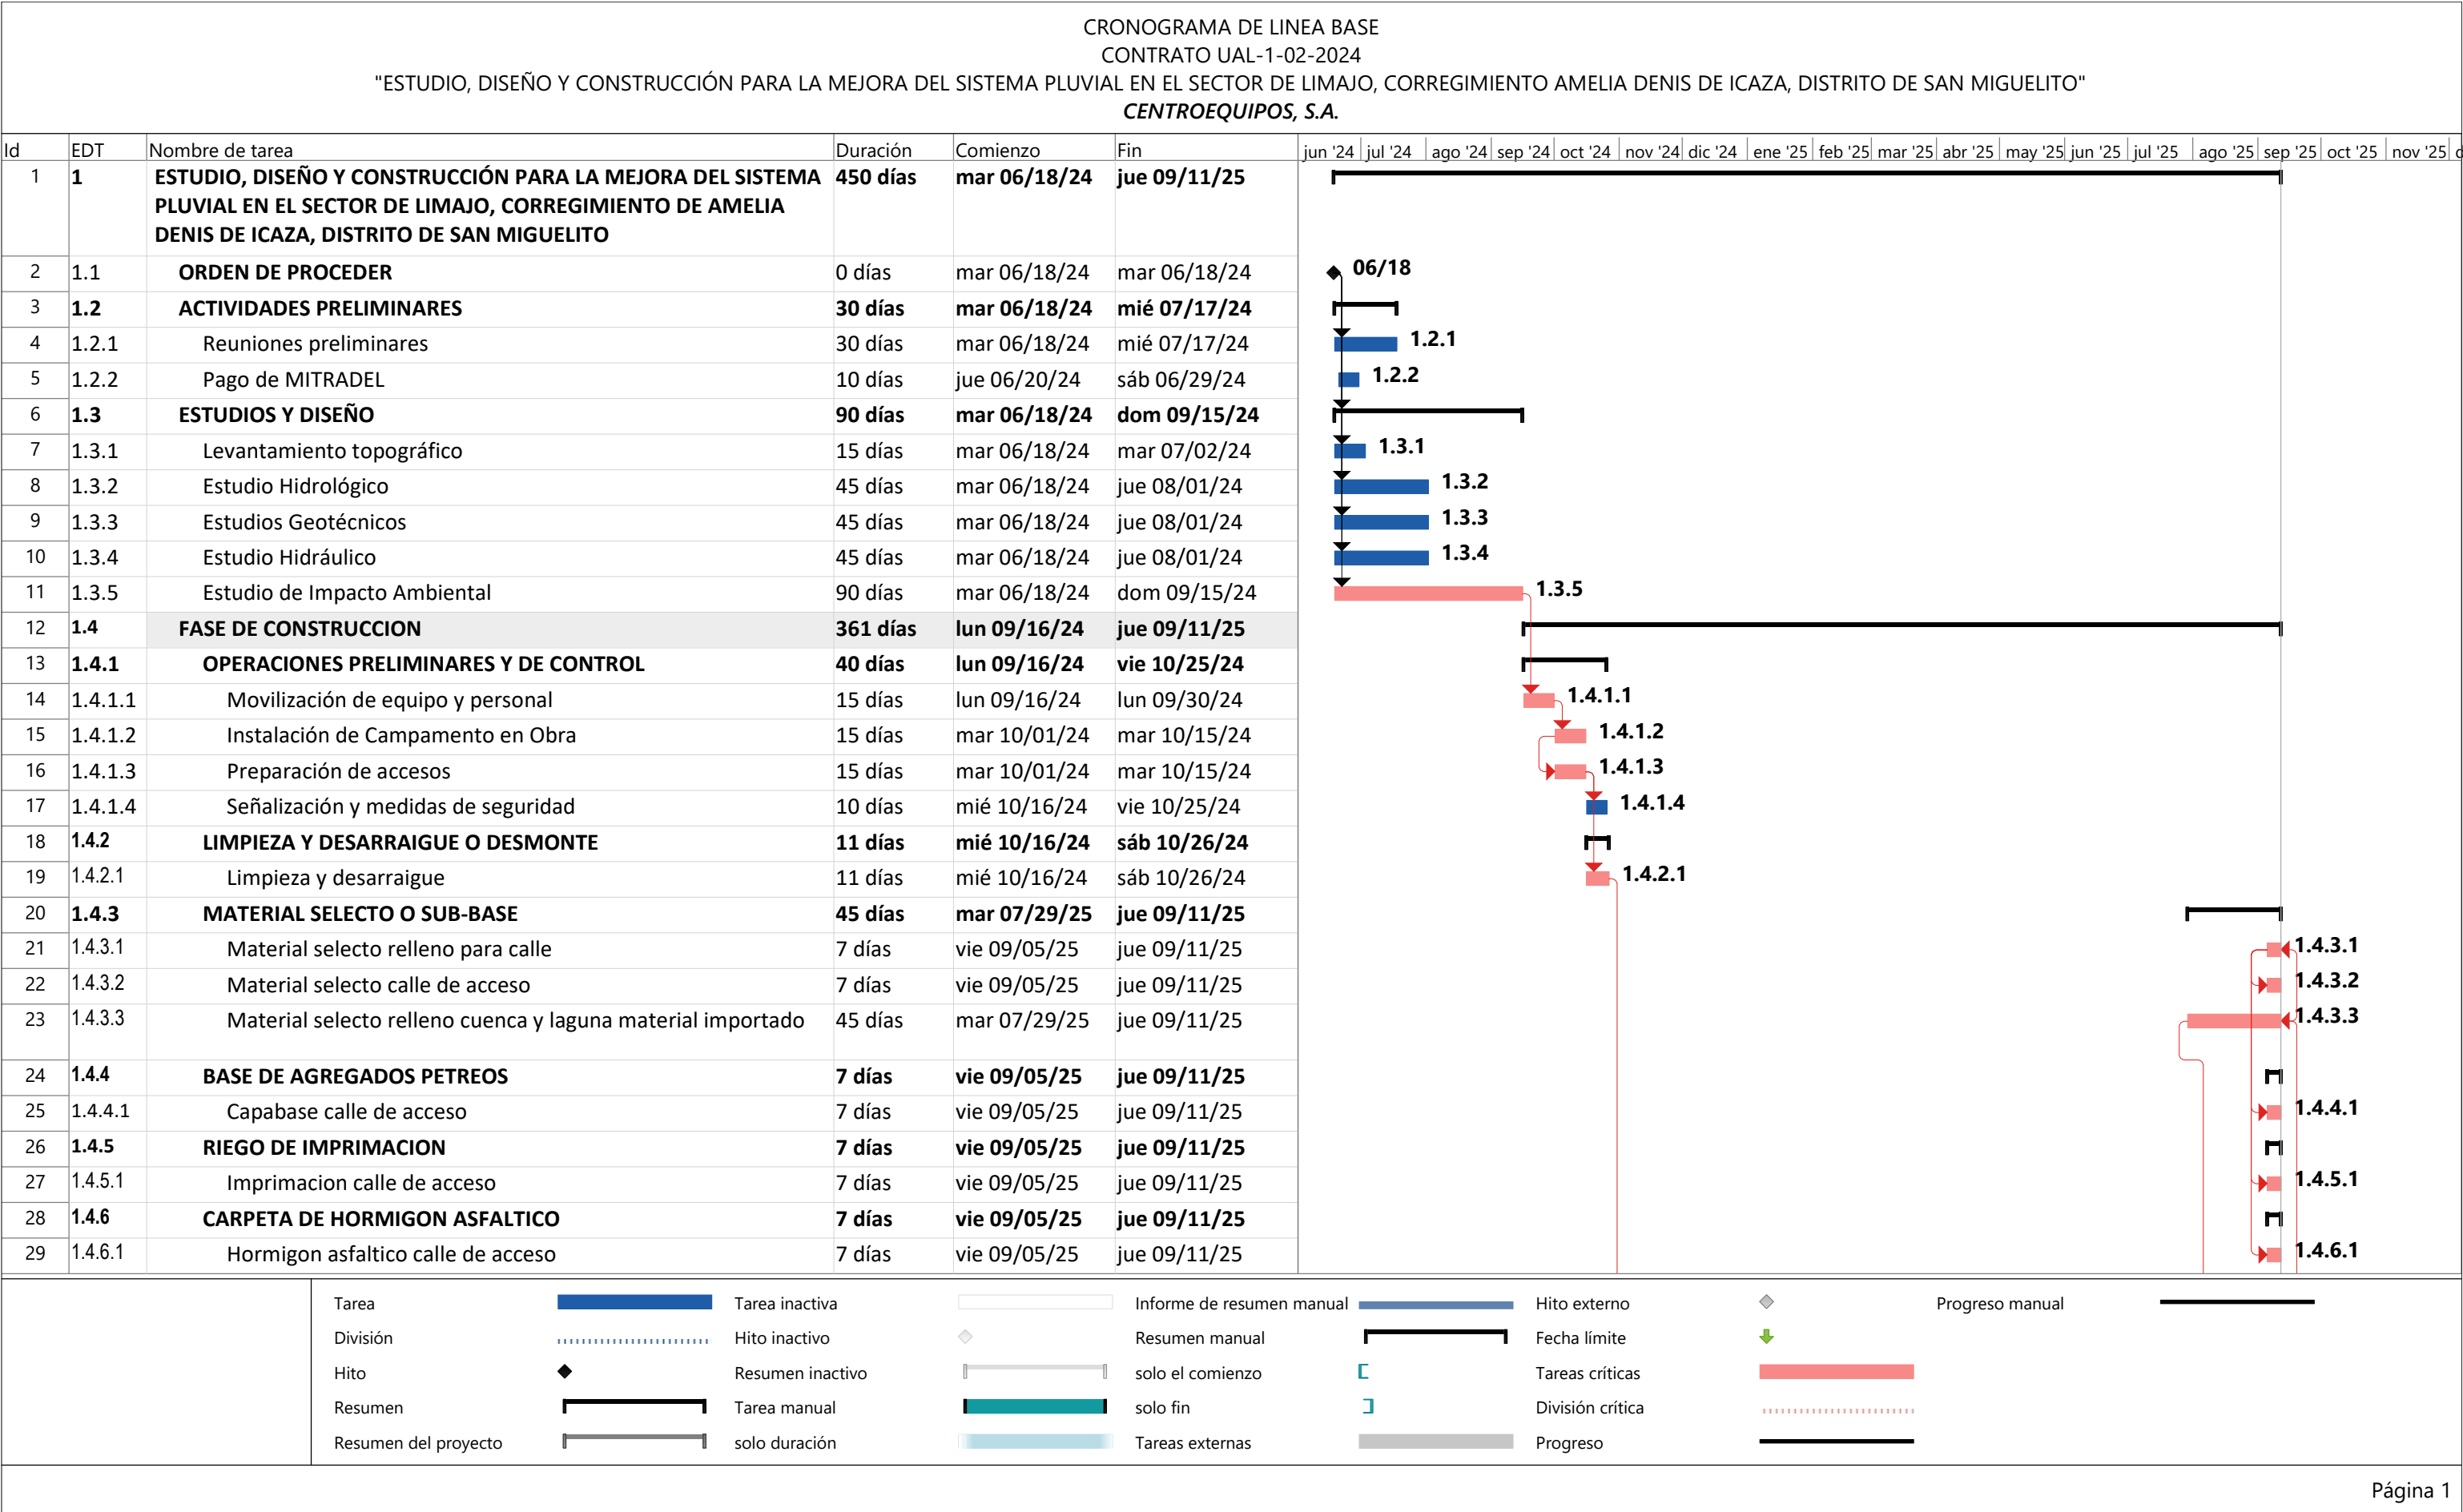 CRONOGRAMA DE LINEA BASE
CONTRATO UAL-1-02-2024
"ESTUDIO, DISEÑO Y CONSTRUCCIÓN PARA LA MEJORA DEL SISTEMA PLUVIAL EN EL SECTOR DE LIMAJO, CORREGIMIENTO AMELIA DENIS DE ICAZA, DISTRITO DE SAN MIGUELITO"
CENTROEQUIPOS, S.A.
Id EDT Nombre de tarea Duración Comienzo Fin jun '24 jul '24 ago '24 sep '24 oct '24 nov '24 dic '24 ene '25 feb '25 mar '25 abr '25 may '25 jun '25 jul '25 ago '25 sep '25 oct '25 nov '25 d
1 1 ESTUDIO, DISEÑO Y CONSTRUCCIÓN PARA LA MEJORA DEL SISTEMA 450 días mar 06/18/24 jue 09/11/25
PLUVIAL EN EL SECTOR DE LIMAJO, CORREGIMIENTO DE AMELIA
DENIS DE ICAZA, DISTRITO DE SAN MIGUELITO
2 1.1 ORDEN DE PROCEDER 0 días mar 06/18/24 mar 06/18/24 06/18
3 1.2 ACTIVIDADES PRELIMINARES 30 días mar 06/18/24 mié 07/17/24
4 1.2.1 Reuniones preliminares 30 días mar 06/18/24 mié 07/17/24 1.2.1
5 1.2.2 Pago de MITRADEL 10 días jue 06/20/24 sáb 06/29/24 1.2.2
6 1.3 ESTUDIOS Y DISEÑO 90 días mar 06/18/24 dom 09/15/24
7 1.3.1 Levantamiento topográfico 15 días mar 06/18/24 mar 07/02/24 1.3.1
8 1.3.2 Estudio Hidrológico 45 días mar 06/18/24 jue 08/01/24 1.3.2
9 1.3.3 Estudios Geotécnicos 45 días mar 06/18/24 jue 08/01/24 1.3.3
10 1.3.4 Estudio Hidráulico 45 días mar 06/18/24 jue 08/01/24 1.3.4
11 1.3.5 Estudio de Impacto Ambiental 90 días mar 06/18/24 dom 09/15/24 1.3.5
12 1.4 FASE DE CONSTRUCCION 361 días lun 09/16/24 jue 09/11/25
13 1.4.1 OPERACIONES PRELIMINARES Y DE CONTROL 40 días lun 09/16/24 vie 10/25/24
14 1.4.1.1 Movilización de equipo y personal 15 días lun 09/16/24 lun 09/30/24 1.4.1.1
15 1.4.1.2 Instalación de Campamento en Obra 15 días mar 10/01/24 mar 10/15/24 1.4.1.2
16 1.4.1.3 Preparación de accesos 15 días mar 10/01/24 mar 10/15/24 1.4.1.3
17 1.4.1.4 Señalización y medidas de seguridad 10 días mié 10/16/24 vie 10/25/24 1.4.1.4
18 1.4.2 LIMPIEZA Y DESARRAIGUE O DESMONTE 11 días mié 10/16/24 sáb 10/26/24
19 1.4.2.1 Limpieza y desarraigue 11 días mié 10/16/24 sáb 10/26/24 1.4.2.1
20 1.4.3 MATERIAL SELECTO O SUB-BASE 45 días mar 07/29/25 jue 09/11/25
21 1.4.3.1 Material selecto relleno para calle 7 días vie 09/05/25 jue 09/11/25 1.4.3.1
22 1.4.3.2 Material selecto calle de acceso 7 días vie 09/05/25 jue 09/11/25 1.4.3.2
23 1.4.3.3 Material selecto relleno cuenca y laguna material importado 45 días mar 07/29/25 jue 09/11/25 1.4.3.3
24 1.4.4 BASE DE AGREGADOS PETREOS 7 días vie 09/05/25 jue 09/11/25
25 1.4.4.1 Capabase calle de acceso 7 días vie 09/05/25 jue 09/11/25 1.4.4.1
26 1.4.5 RIEGO DE IMPRIMACION 7 días vie 09/05/25 jue 09/11/25
27 1.4.5.1 Imprimacion calle de acceso 7 días vie 09/05/25 jue 09/11/25 1.4.5.1
28 1.4.6 CARPETA DE HORMIGON ASFALTICO 7 días vie 09/05/25 jue 09/11/25
29 1.4.6.1 Hormigon asfaltico calle de acceso 7 días vie 09/05/25 jue 09/11/25 1.4.6.1
Tarea Tarea inactiva Informe de resumen manual Hito externo Progreso manual
División Hito inactivo Resumen manual Fecha límite
Hito Resumen inactivo solo el comienzo Tareas críticas
Resumen Tarea manual solo fin División crítica
Resumen del proyecto solo duración Tareas externas Progreso
Página 1